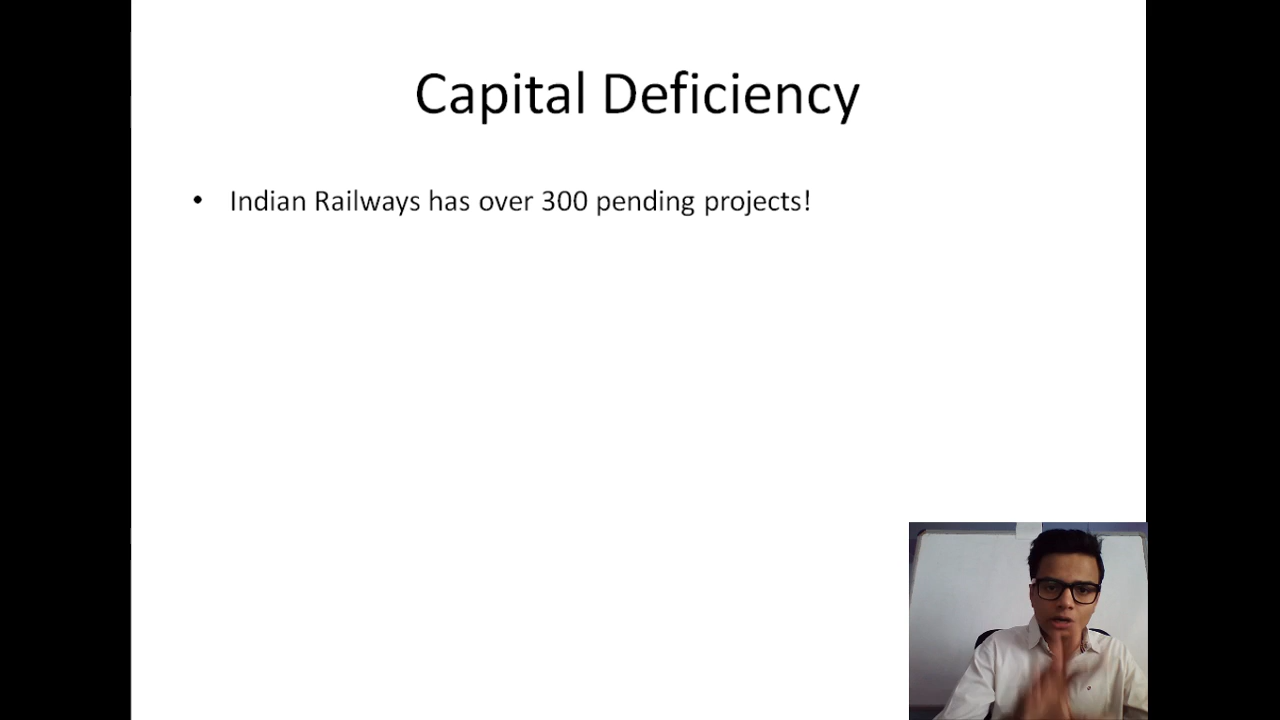 Capital Deficiency
• Indian Railways has over 300 pending projects!